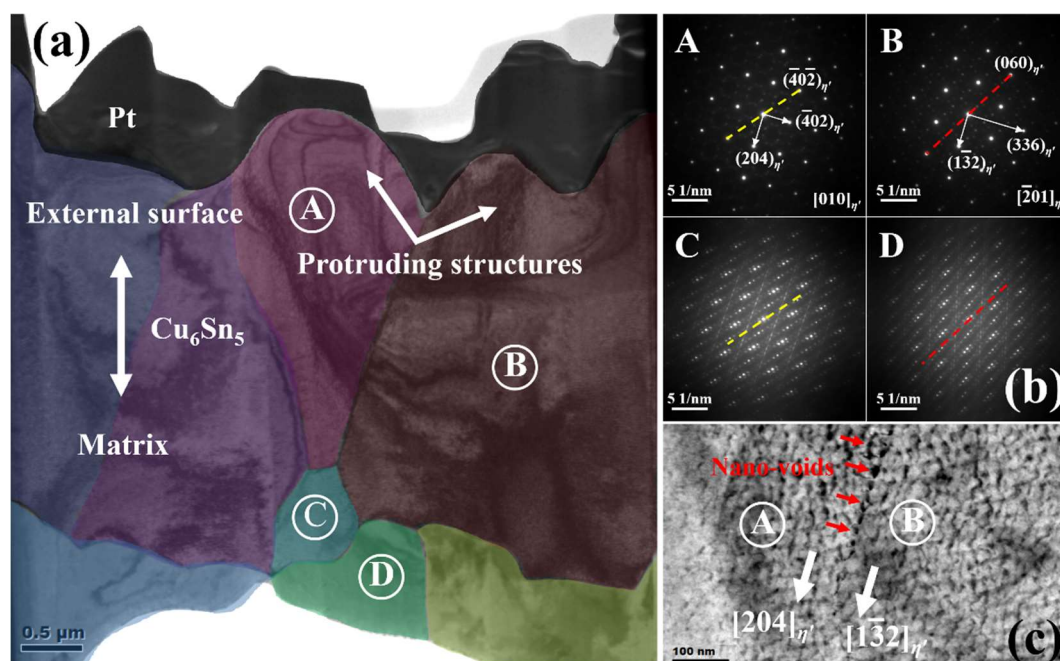 (a)
Pt
External surface
A
Protruding structures
Cu₆Sn₅
B
Matrix
C
D
0.5 μm
A
(4̅02̅)η'
(4̅02)η'
(204)η'
[010]η'
5 1/nm
B
(060)η'
(336)η'
(13̅2)η'
[2̅01]η'
5 1/nm
C
5 1/nm
D
5 1/nm
(b)
Nano-voids
A
B
[204]η'
[13̅2]η'
100 nm
(c)